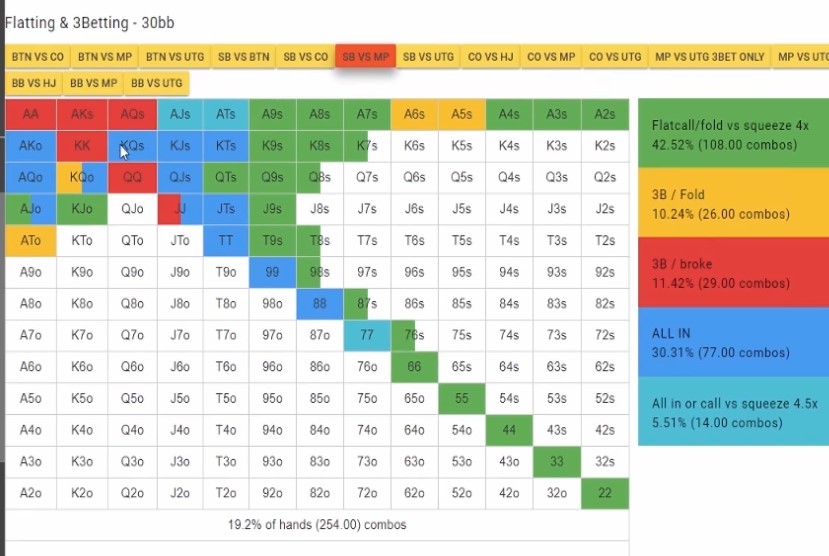 Flatting & 3Betting - 30bb
BTN VS CO BTN VS MP BTN VS UTG SB VS BTN SB VS CO SB VS MP SB VS UTG CO VS HJ CO VS MP CO VS UTG MP VS UTG 3BET ONLY MP VS UTG
BB VS HJ BB VS MP BB VS UTG
AA AKs AQs AJs ATs A9s A8s A7s A6s A5s A4s A3s A2s
AKo KK KQs KJs KTs K9s K8s K7s K6s K5s K4s K3s K2s
AQo KQo QQ QJs QTs Q9s Q8s Q7s Q6s Q5s Q4s Q3s Q2s
AJo KJo QJo JJ JTs J9s J8s J7s J6s J5s J4s J3s J2s
ATo KTo QTo JTo TT T9s T8s T7s T6s T5s T4s T3s T2s
A9o K9o Q9o J9o T9o 99 98s 97s 96s 95s 94s 93s 92s
A8o K8o Q8o J8o T8o 98o 88 87s 86s 85s 84s 83s 82s
A7o K7o Q7o J7o T7o 97o 87o 77 76s 75s 74s 73s 72s
A6o K6o Q6o J6o T6o 96o 86o 76o 66 65s 64s 63s 62s
A5o K5o Q5o J5o T5o 95o 85o 75o 65o 55 54s 53s 52s
A4o K4o Q4o J4o T4o 94o 84o 74o 64o 54o 44 43s 42s
A3o K3o Q3o J3o T3o 93o 83o 73o 63o 53o 43o 33 32s
A2o K2o Q2o J2o T2o 92o 82o 72o 62o 52o 42o 32o 22
19.2% of hands (254.00) combos
Flatcall/fold vs squeeze 4x
42.52% (108.00 combos)
3B / Fold
10.24% (26.00 combos)
3B / broke
11.42% (29.00 combos)
ALL IN
30.31% (77.00 combos)
All in or call vs squeeze 4.5x
5.51% (14.00 combos)